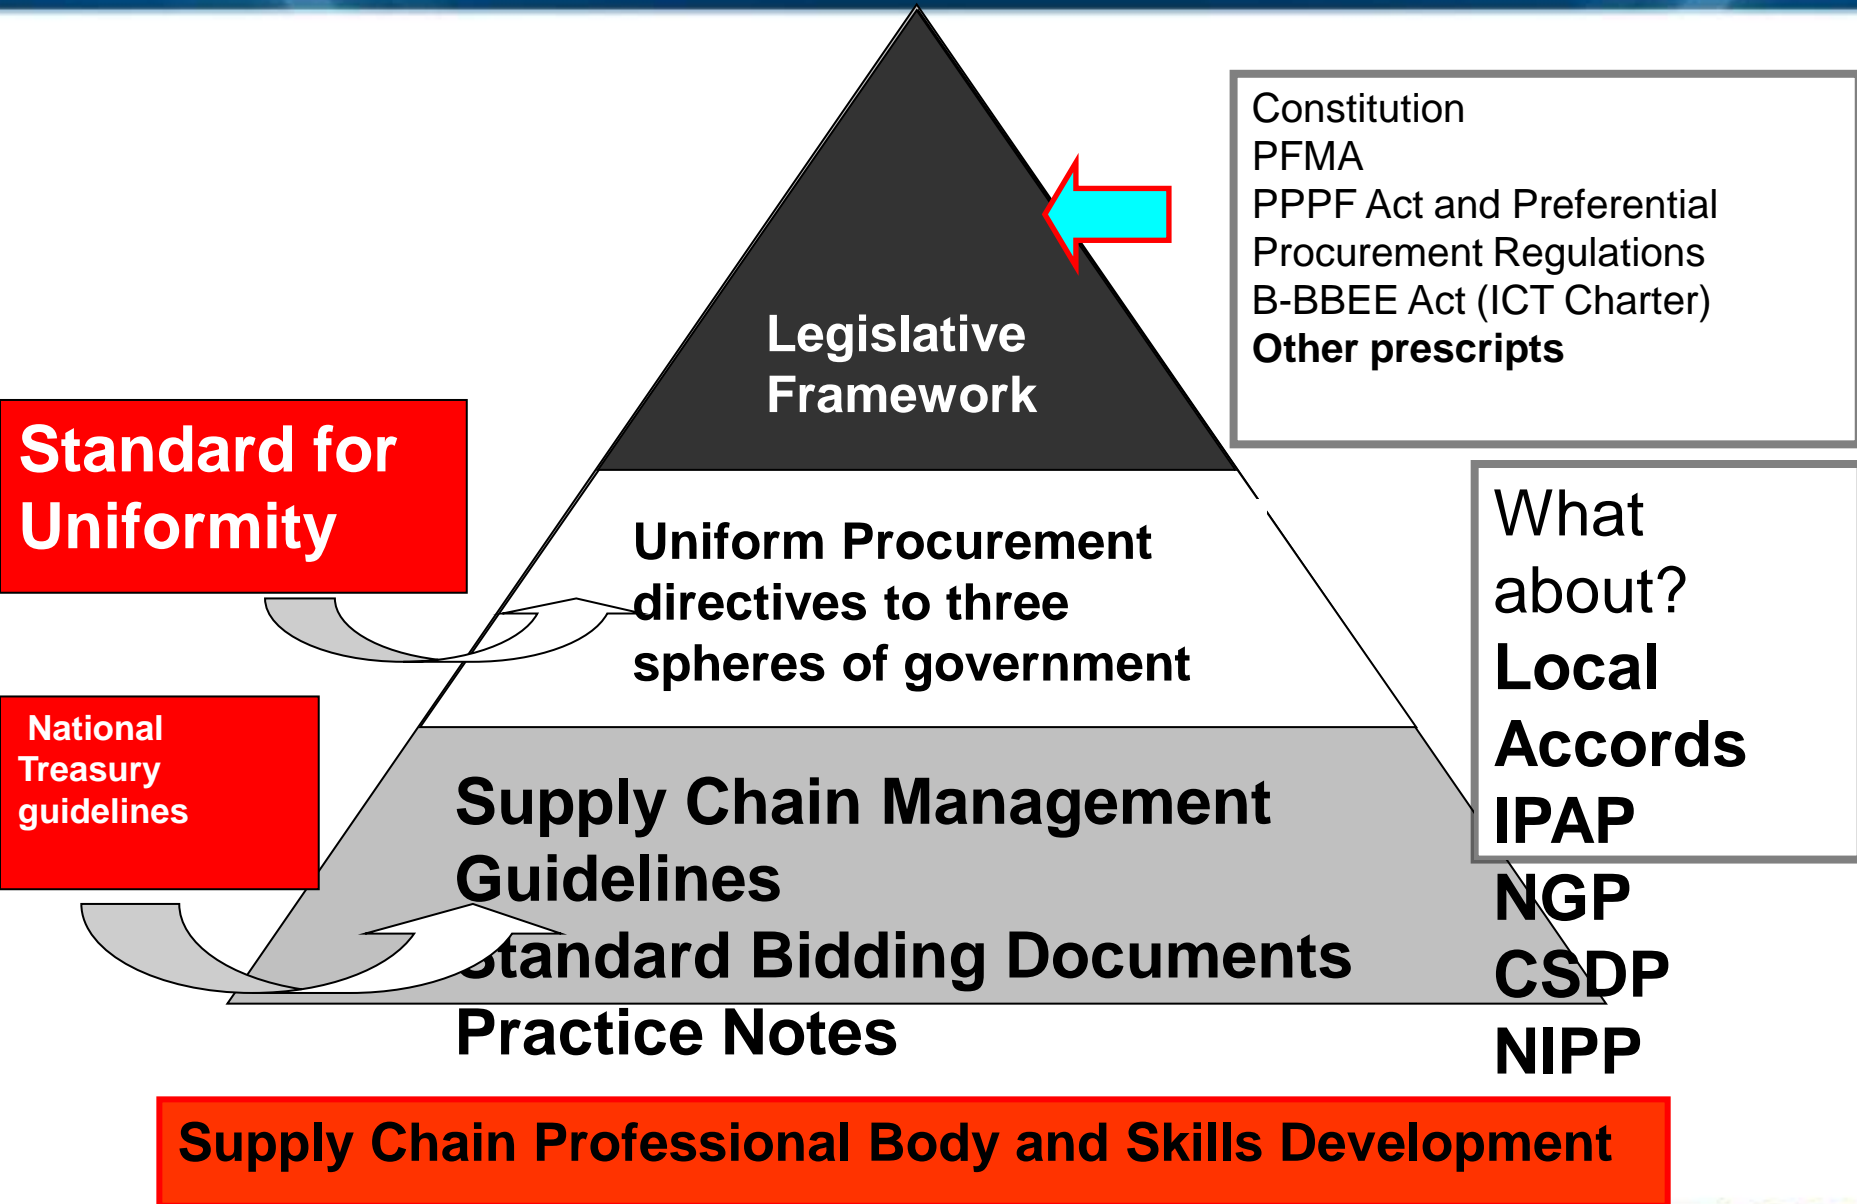 Constitution
PFMA
PPPF Act and Preferential
Procurement Regulations
B-BBEE Act (ICT Charter)
Other prescripts
Legislative
Framework
Standard for
Uniformity
Uniform Procurement
directives to three
spheres of government
What
about?
Local
Accords
IPAP
NGP
CSDP
NIPP
National
Treasury
guidelines
Supply Chain Management
Guidelines
Standard Bidding Documents
Practice Notes
Supply Chain Professional Body and Skills Development